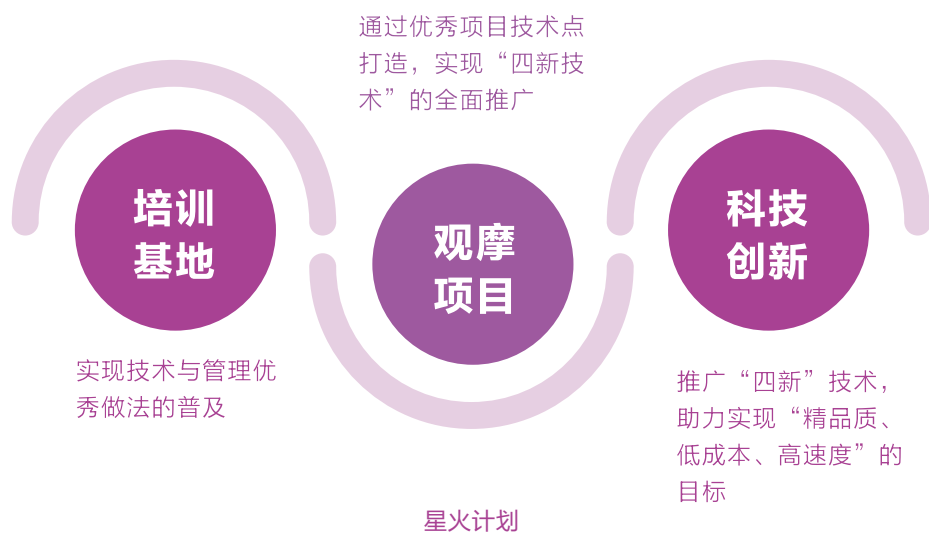 通过优秀项目技术点
打造，实现“四新技
术”的全面推广
培训
基地
观摩
项目
科技
创新
实现技术与管理优
秀做法的普及
推广“四新”技术，
助力实现“精品质、
低成本、高速度”的
目标
星火计划